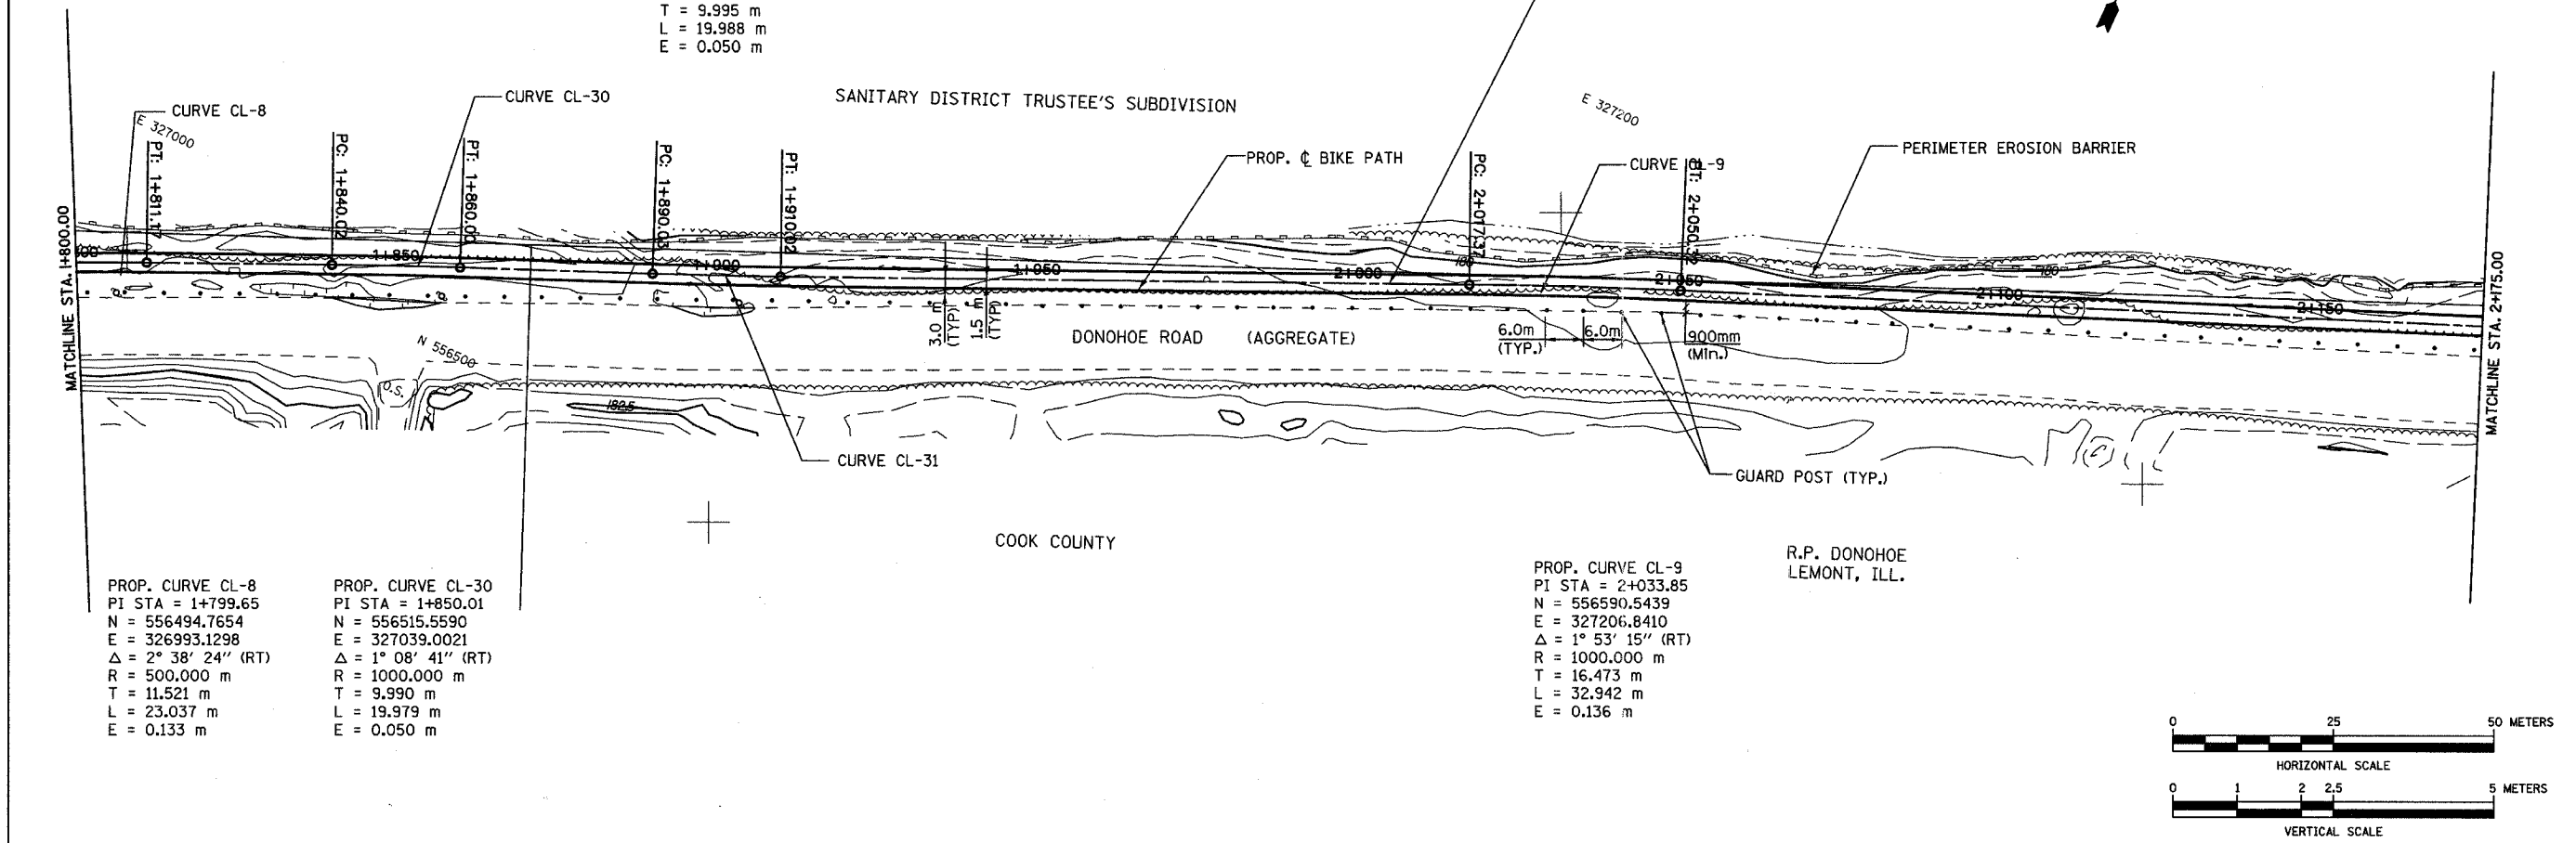 T = 9.995 m
L = 19.988 m
E = 0.050 m
CURVE CL-8
CURVE CL-30
SANITARY DISTRICT TRUSTEE'S SUBDIVISION
E 327000
E 327200
PT: 1+811.17
PC: 1+840.02
PT: 1+860.00
PC: 1+890.03
PT: 1+910.02
PROP. ℄ BIKE PATH
PC: 2+017.37
CURVE CL-9
PT: 2+050.32
PERIMETER EROSION BARRIER
MATCHLINE STA. 1+800.00
1+850
2+000
180
2+050
180
2+100
2+150
MATCHLINE STA. 2+175.00
3.0 m
(TYP)
1.5 m
(TYP)
DONOHOE ROAD (AGGREGATE)
6.0m
(TYP.)
6.0m
900mm
(Min.)
N 556500
O.S.
182.5
CURVE CL-31
GUARD POST (TYP.)
COOK COUNTY
R.P. DONOHOE
LEMONT, ILL.
PROP. CURVE CL-8
PI STA = 1+799.65
N = 556494.7654
E = 326993.1298
Δ = 2° 38' 24" (RT)
R = 500.000 m
T = 11.521 m
L = 23.037 m
E = 0.133 m
PROP. CURVE CL-30
PI STA = 1+850.01
N = 556515.5590
E = 327039.0021
Δ = 1° 08' 41" (RT)
R = 1000.000 m
T = 9.990 m
L = 19.979 m
E = 0.050 m
PROP. CURVE CL-9
PI STA = 2+033.85
N = 556590.5439
E = 327206.8410
Δ = 1° 53' 15" (RT)
R = 1000.000 m
T = 16.473 m
L = 32.942 m
E = 0.136 m
0 25 50 METERS
HORIZONTAL SCALE
0 1 2 2.5 5 METERS
VERTICAL SCALE